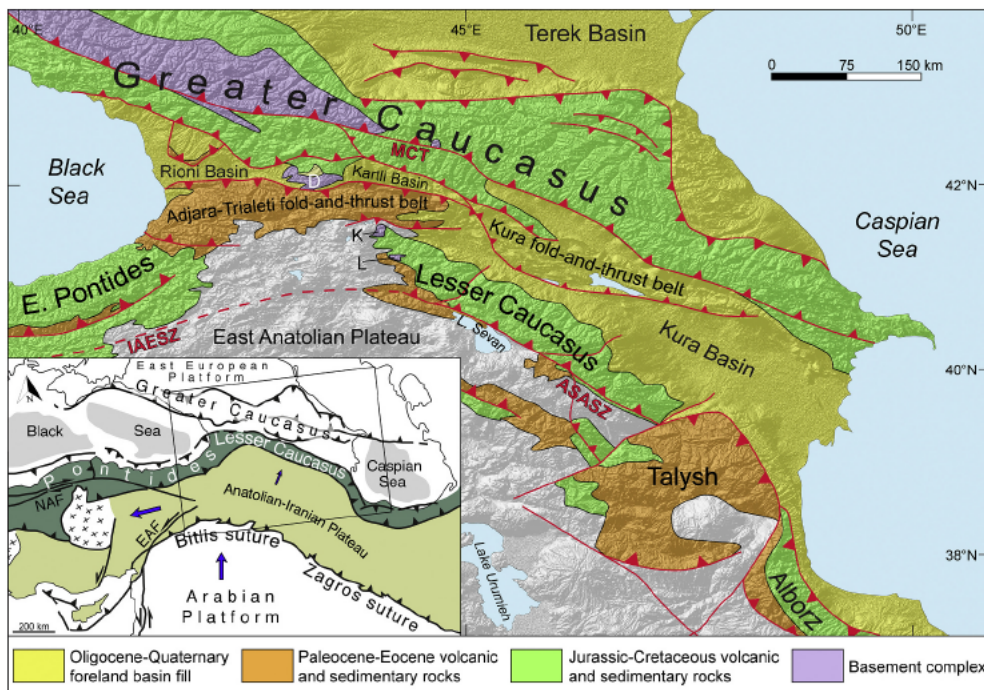 40°E
45°E
50°E
Terek Basin
0 75 150 km
Greater Caucasus
MCT
Black
Sea
Rioni Basin
D
Kartli Basin
42°N
Adjara-Trialeti fold-and-thrust belt
Caspian
Sea
K
Kura fold-and-thrust belt
L
E. Pontides
Lesser Caucasus
IAESZ
East Anatolian Plateau
L. Sevan
Kura Basin
40°N
ASASZ
Talysh
Lake Urumieh
38°N
Alborz
N
East European
Platform
Greater Caucasus
Black Sea
Lesser Caucasus
Pontides
Caspian
Sea
NAF
Anatolian-Iranian Plateau
EAF
Bitlis suture
Zagros suture
Arabian
Platform
200 km
Oligocene-Quaternary
foreland basin fill
Paleocene-Eocene volcanic
and sedimentary rocks
Jurassic-Cretaceous volcanic
and sedimentary rocks
Basement complex